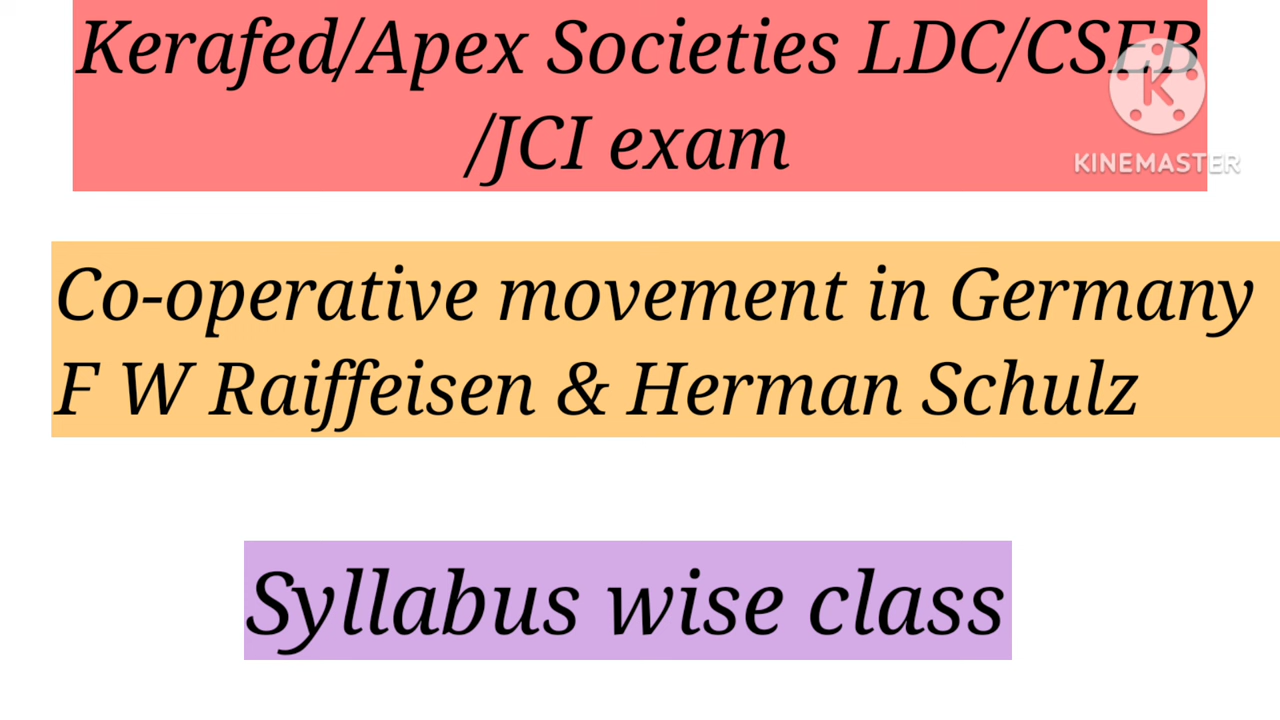 Kerafed/Apex Societies LDC/CSEB
/JCI exam
KINEMASTER
Co-operative movement in Germany
F W Raiffeisen & Herman Schulz
Syllabus wise class